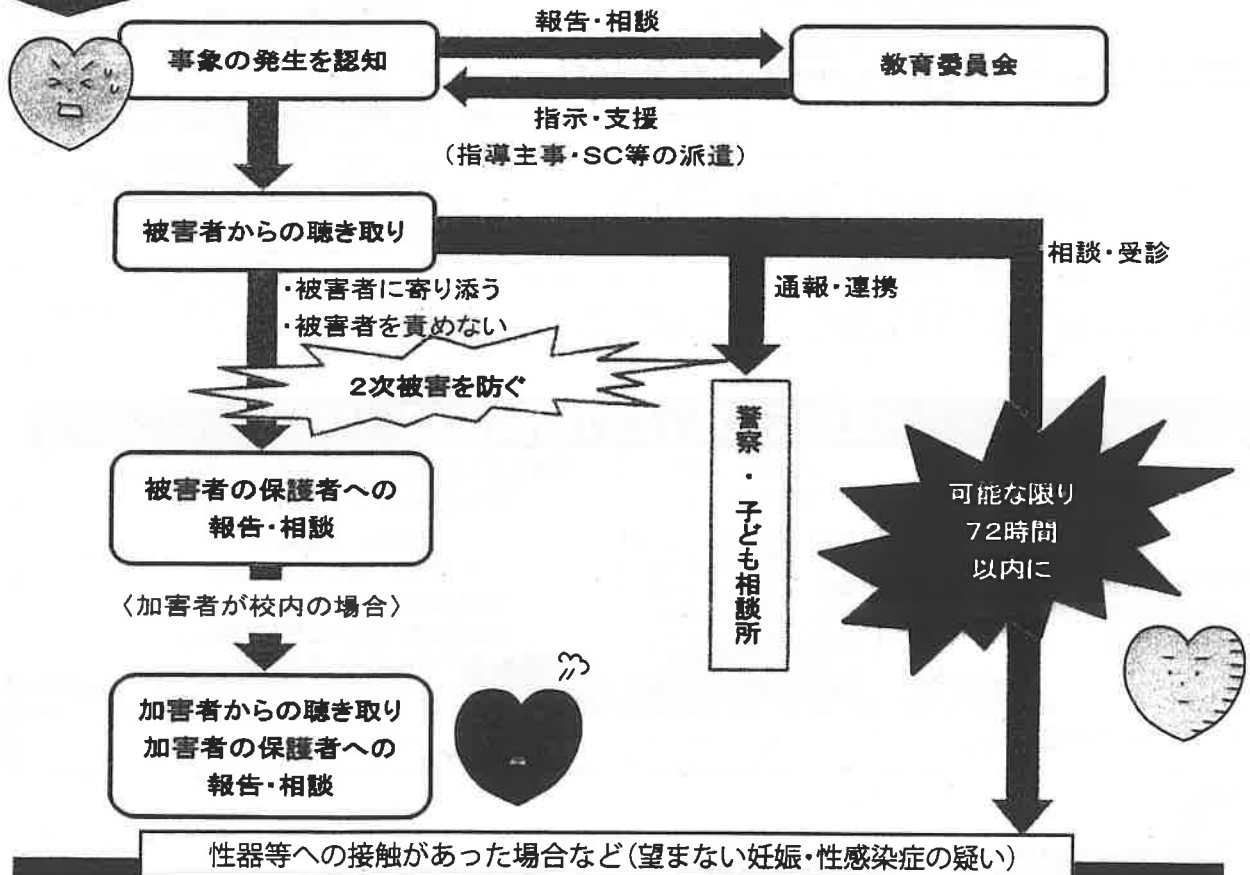 報告・相談
事象の発生を認知
教育委員会
指示・支援
(指導主事・SC等の派遣)
被害者からの聴き取り
相談・受診
・被害者に寄り添う
通報・連携
・被害者を責めない
2次被害を防ぐ
警察・子ども相談所
被害者の保護者への
報告・相談
可能な限り
72時間
以内に
〈加害者が校内の場合〉
加害者からの聴き取り
加害者の保護者への
報告・相談
性器等への接触があった場合など(望まない妊娠・性感染症の疑い)